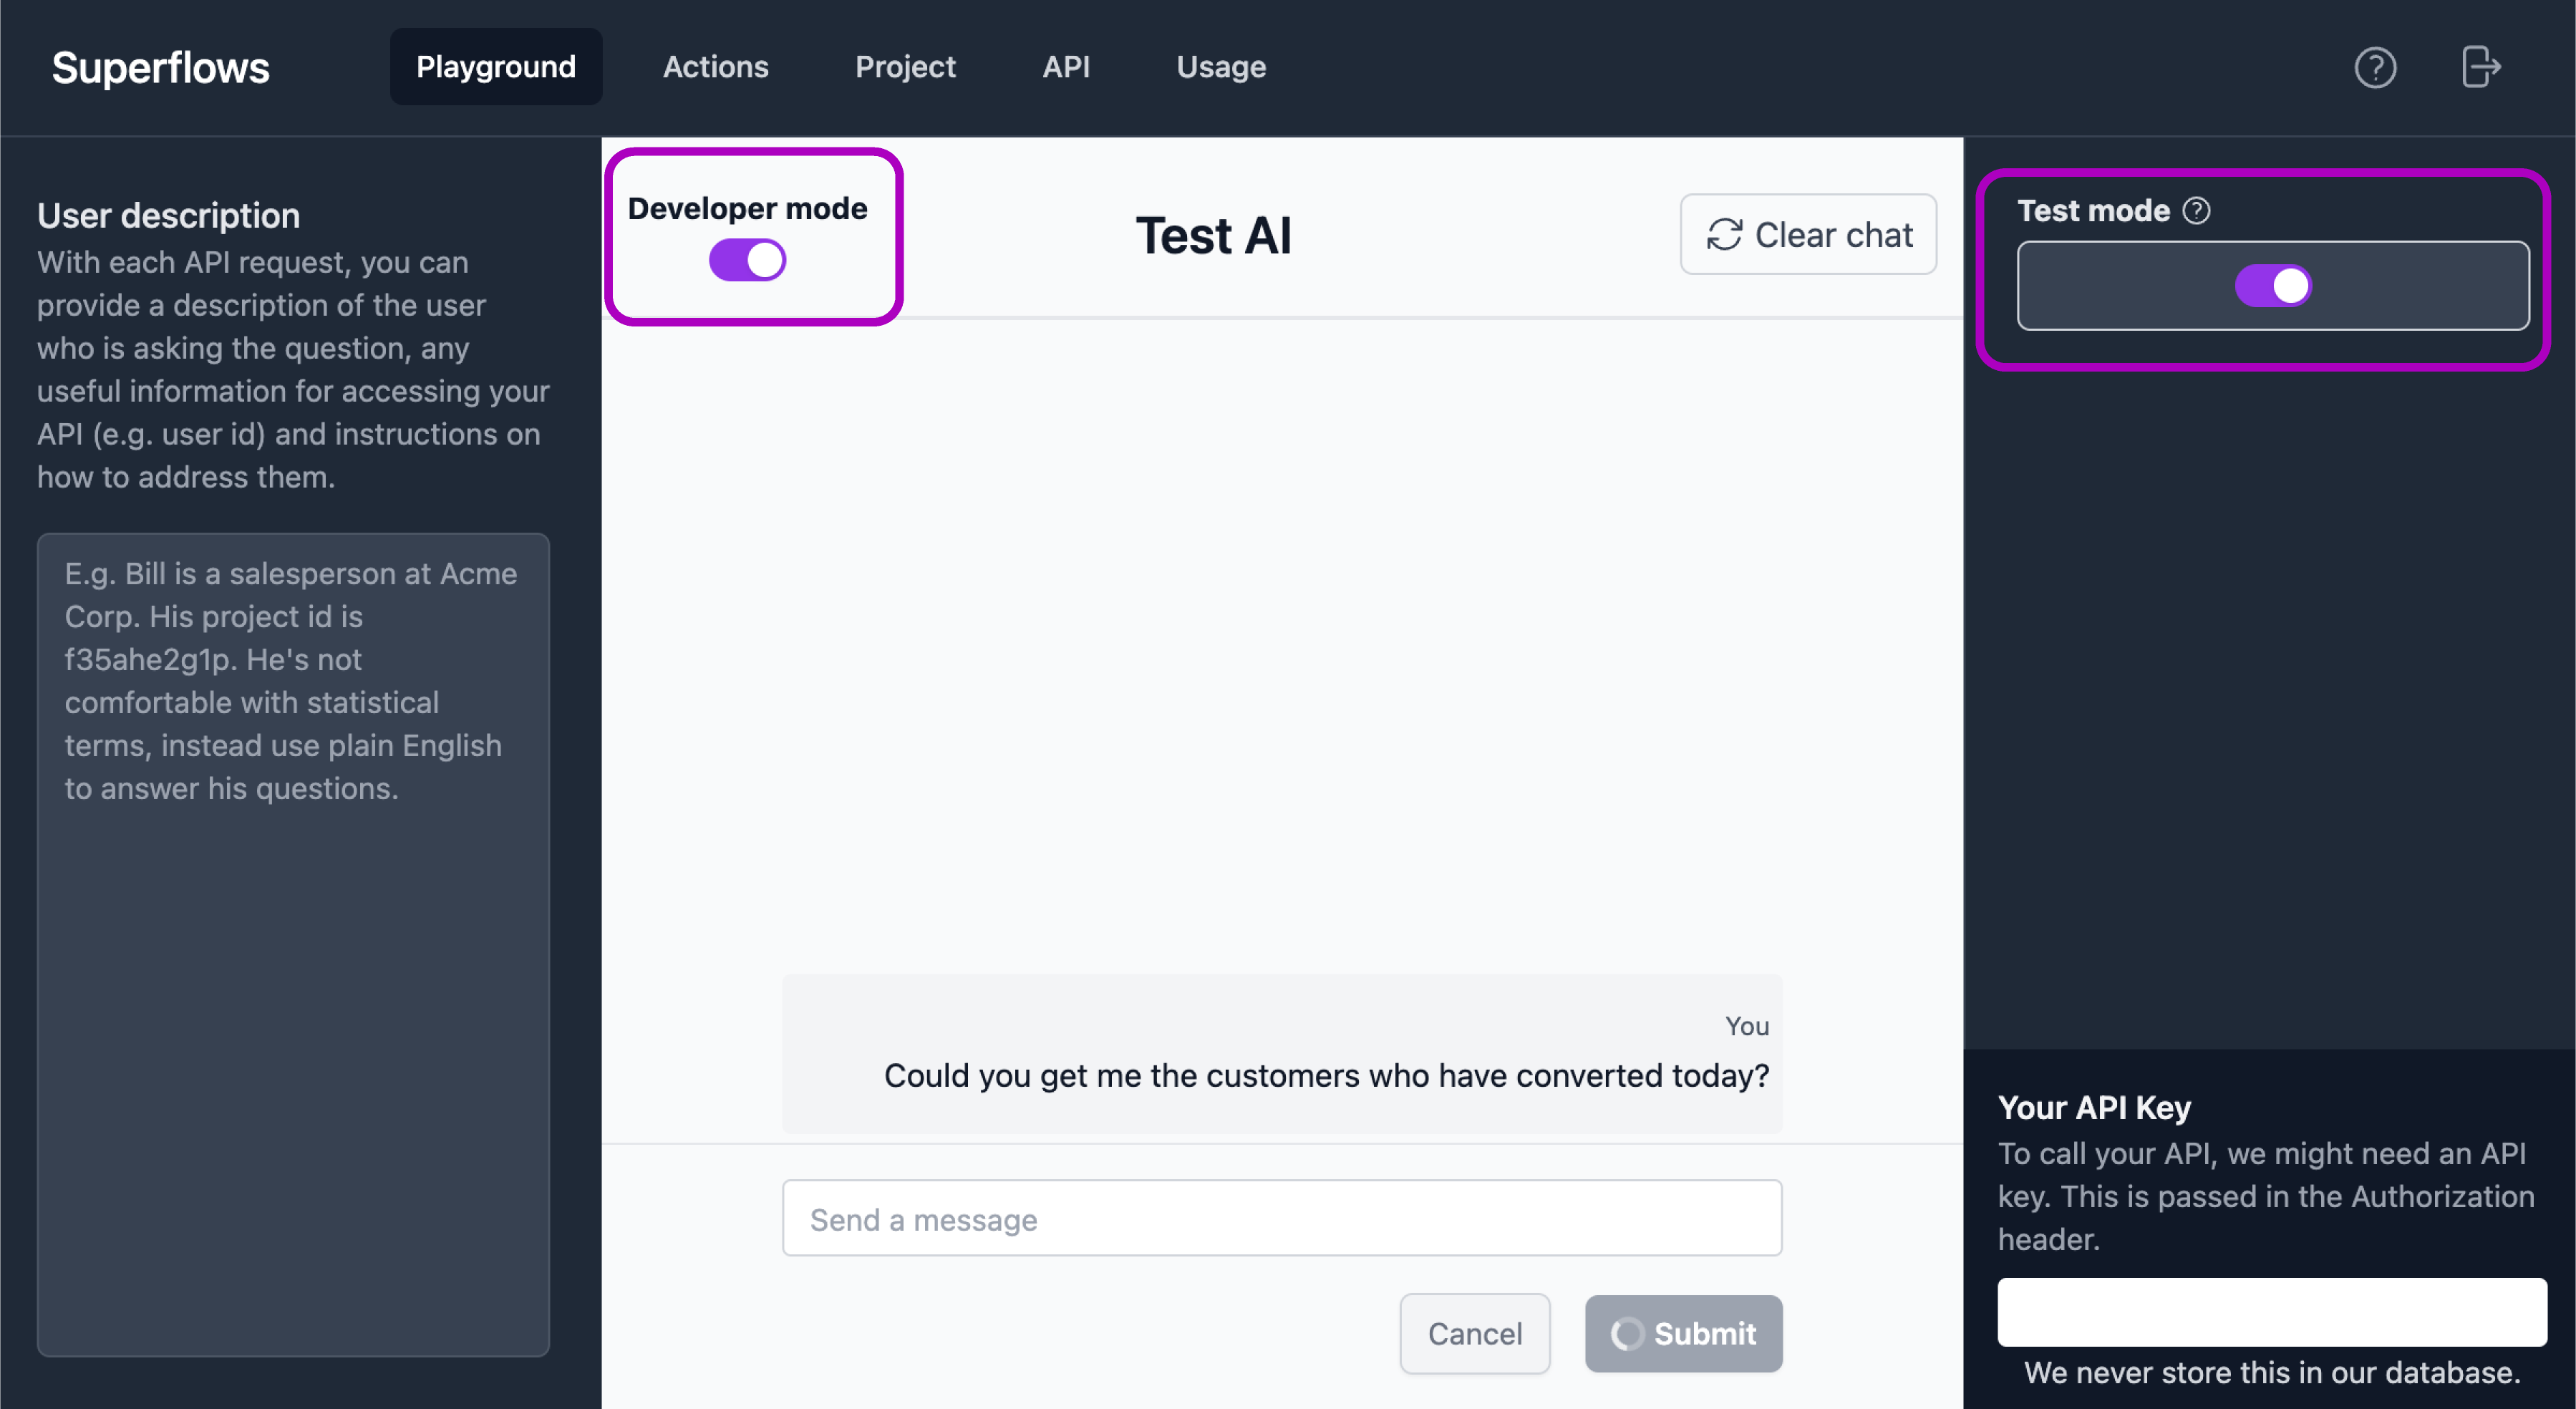 Superflows
Playground
Actions
Project
API
Usage
User description
With each API request, you can
provide a description of the user
who is asking the question, any
useful information for accessing your
API (e.g. user id) and instructions on
how to address them.
E.g. Bill is a salesperson at Acme
Corp. His project id is
f35ahe2g1p. He's not
comfortable with statistical
terms, instead use plain English
to answer his questions.
Developer mode
Test AI
Clear chat
You
Could you get me the customers who have converted today?
Send a message
Cancel
Submit
Test mode
Your API Key
To call your API, we might need an API
key. This is passed in the Authorization
header.
We never store this in our database.